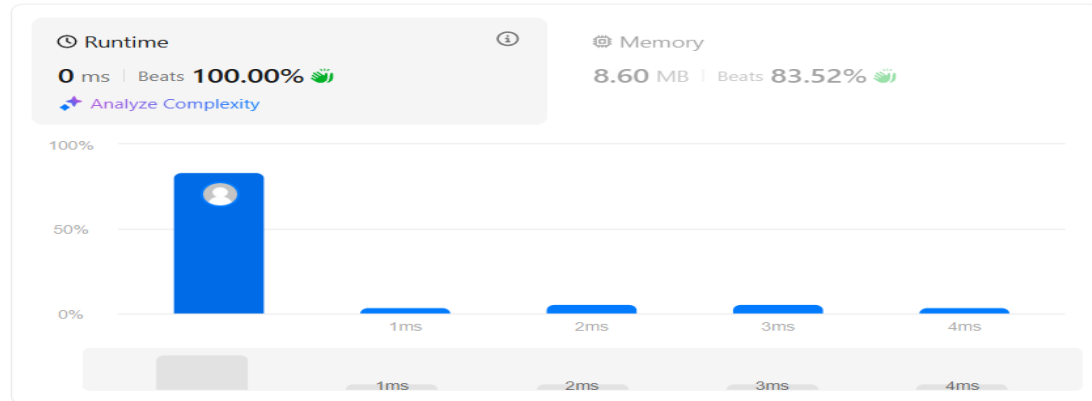 Runtime
0 ms | Beats 100.00%
Analyze Complexity
Memory
8.60 MB | Beats 83.52%
100%
50%
0%
1ms 2ms 3ms 4ms
1ms 2ms 3ms 4ms